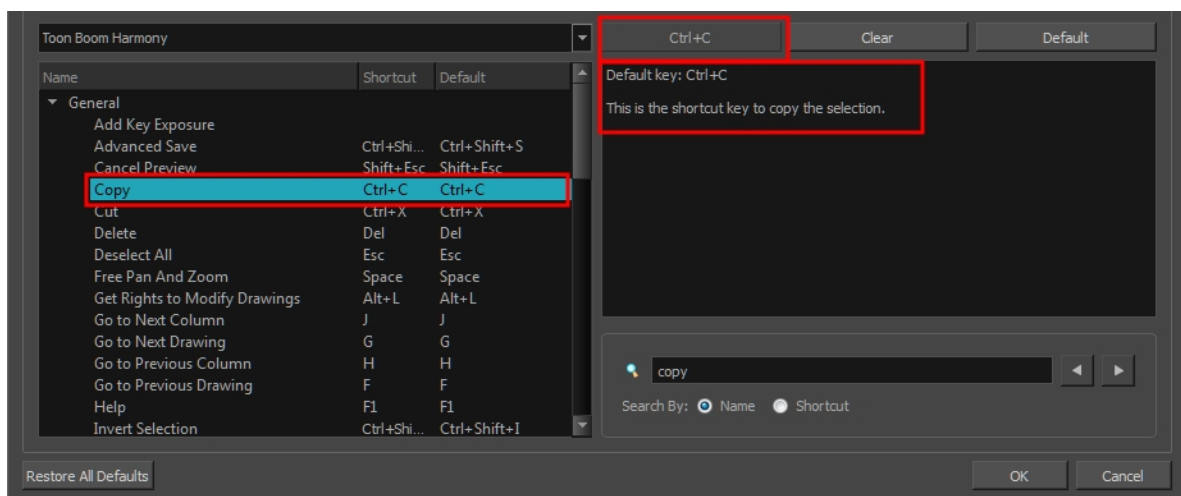 Toon Boom Harmony
Ctrl+C Clear Default
Name Shortcut Default
General
Add Key Exposure
Advanced Save Ctrl+Shi... Ctrl+Shift+S
Cancel Preview Shift+Esc Shift+Esc
Copy Ctrl+C Ctrl+C
Cut Ctrl+X Ctrl+X
Delete Del Del
Deselect All Esc Esc
Free Pan And Zoom Space Space
Get Rights to Modify Drawings Alt+L Alt+L
Go to Next Column J J
Go to Next Drawing G G
Go to Previous Column H H
Go to Previous Drawing F F
Help F1 F1
Invert Selection Ctrl+Shi... Ctrl+Shift+I
Default key: Ctrl+C
This is the shortcut key to copy the selection.
copy
Search By: Name Shortcut
Restore All Defaults
OK Cancel